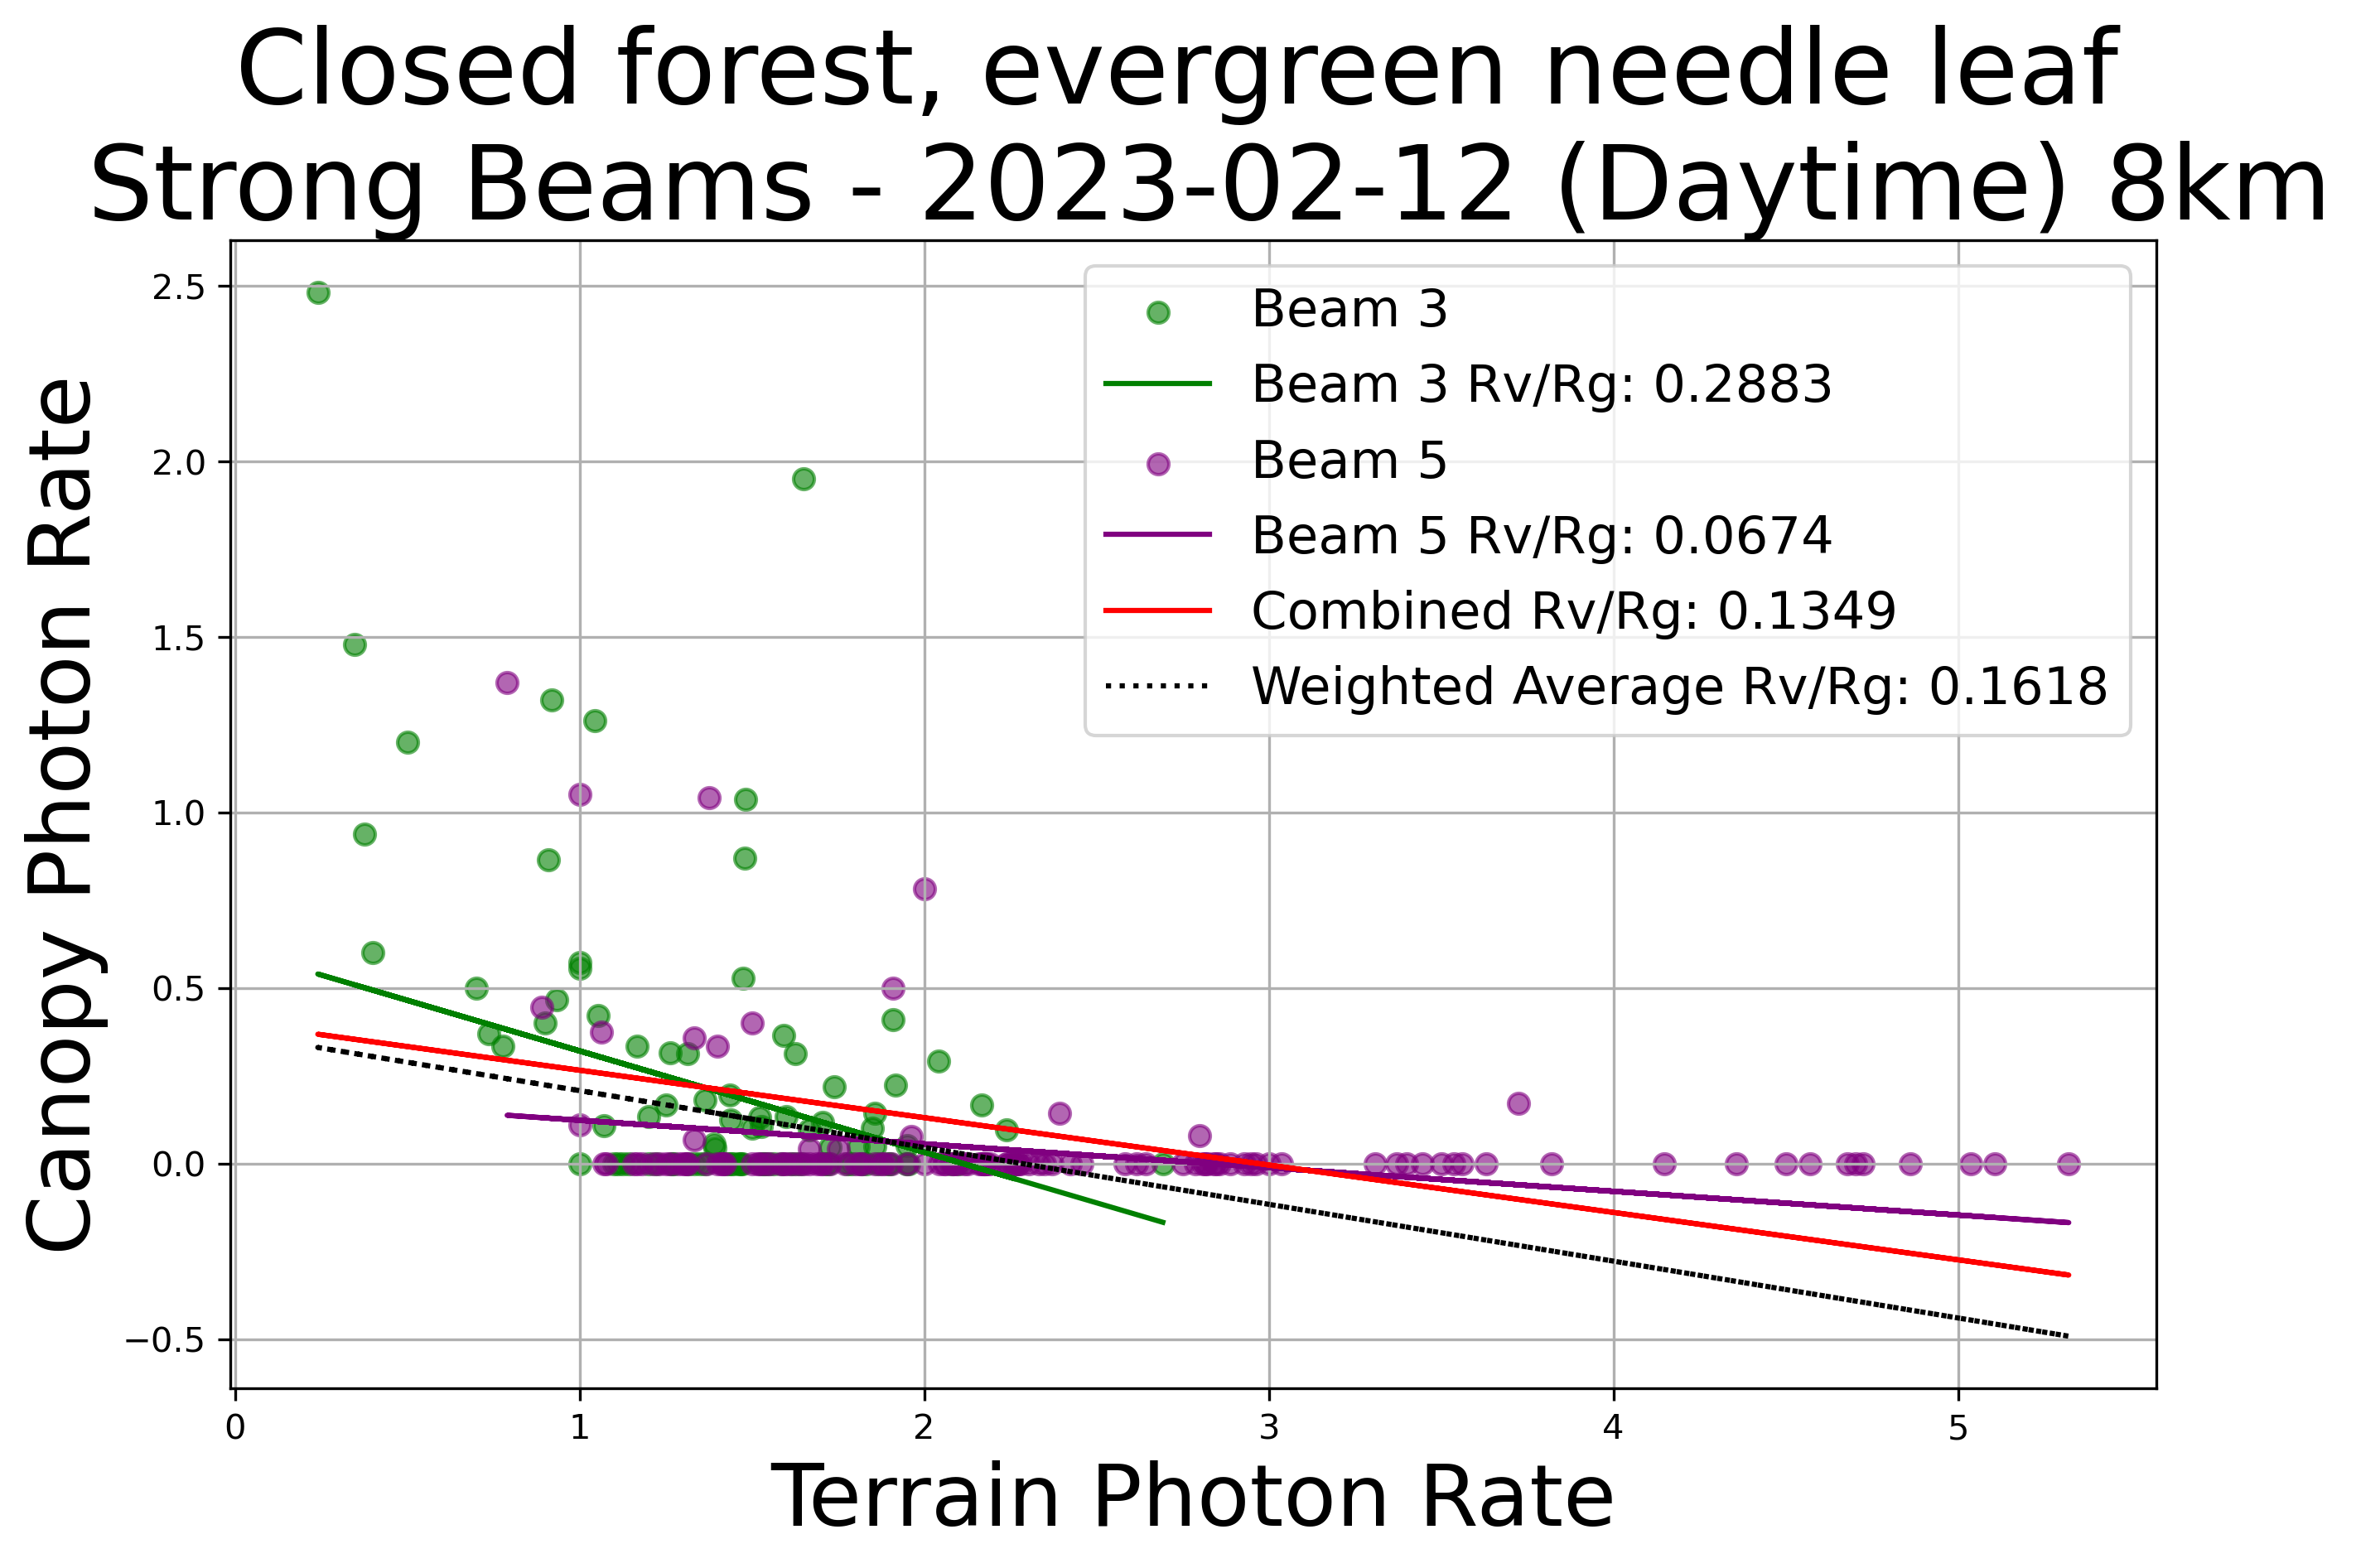 Closed forest, evergreen needle leaf
Strong Beams - 2023-02-12 (Daytime) 8km
Canopy Photon Rate
2.5
2.0
1.5
1.0
0.5
0.0
−0.5
Beam 3
Beam 3 Rv/Rg: 0.2883
Beam 5
Beam 5 Rv/Rg: 0.0674
Combined Rv/Rg: 0.1349
Weighted Average Rv/Rg: 0.1618
0 1 2 3 4 5
Terrain Photon Rate